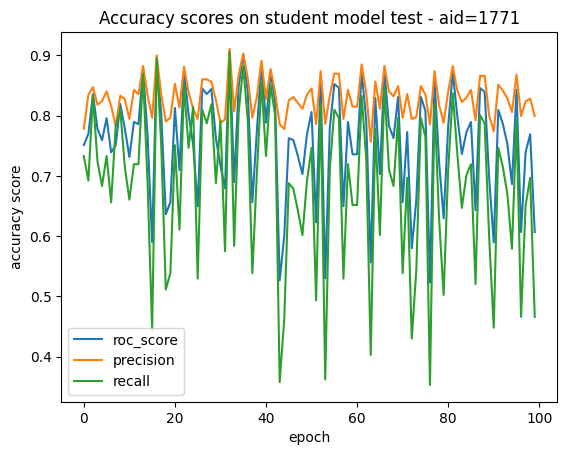 Accuracy scores on student model test - aid=1771
accuracy score
0.9
0.8
0.7
0.6
0.5
0.4
roc_score
precision
recall
0
20
40
60
80
100
epoch